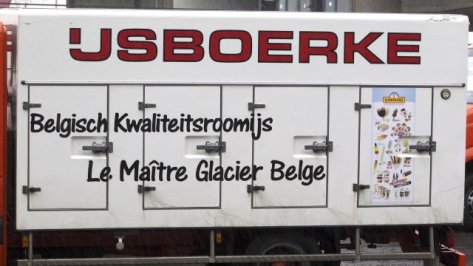 IJSBOERKE
Belgisch Kwaliteitsroomijs
Le Maître Glacier Belge